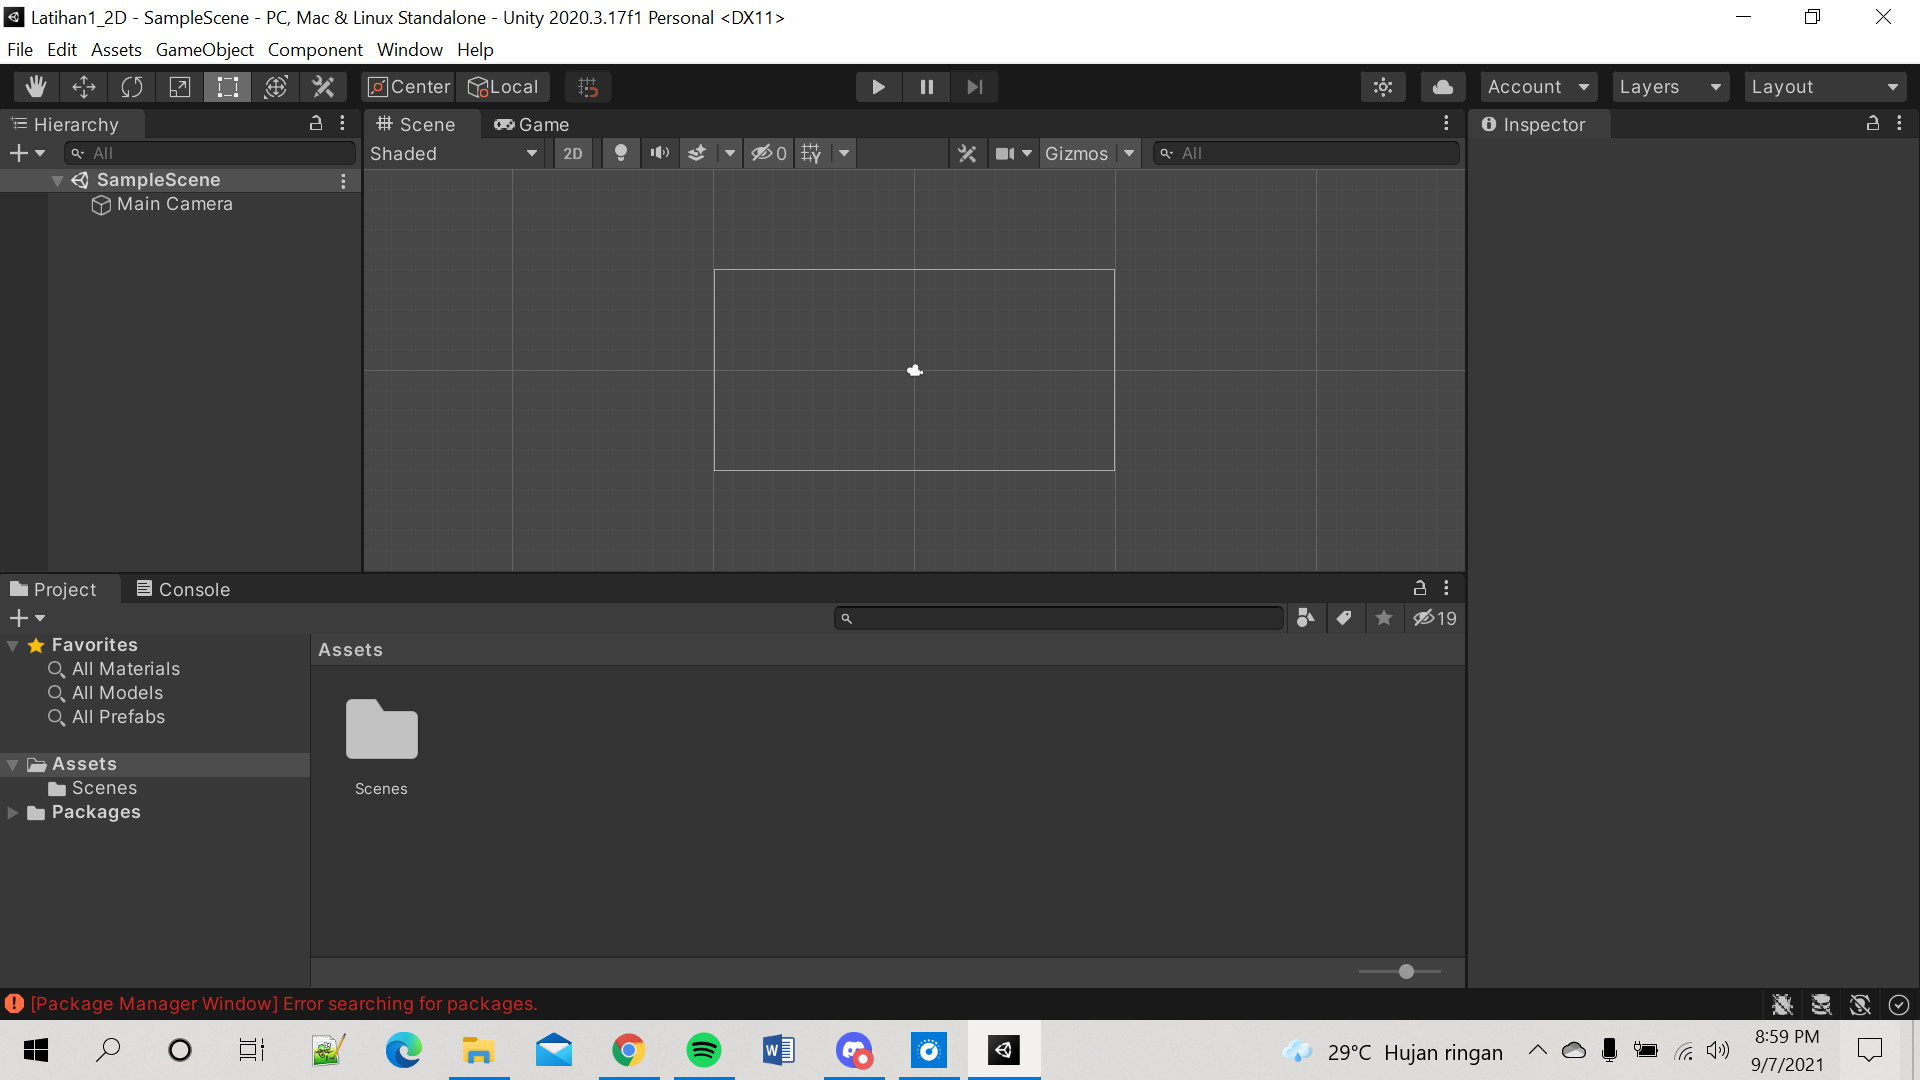 Latihan1_2D - SampleScene - PC, Mac & Linux Standalone - Unity 2020.3.17f1 Personal <DX11>
File Edit Assets GameObject Component Window Help
Center Local Account Layers Layout
Hierarchy
All
SampleScene
Main Camera
Scene Game
Shaded 2D 0 Gizmos All
Inspector
Project Console
19
Favorites
All Materials
All Models
All Prefabs
Assets
Scenes
Packages
Assets
Scenes
[Package Manager Window] Error searching for packages.
29°C Hujan ringan
8:59 PM
9/7/2021